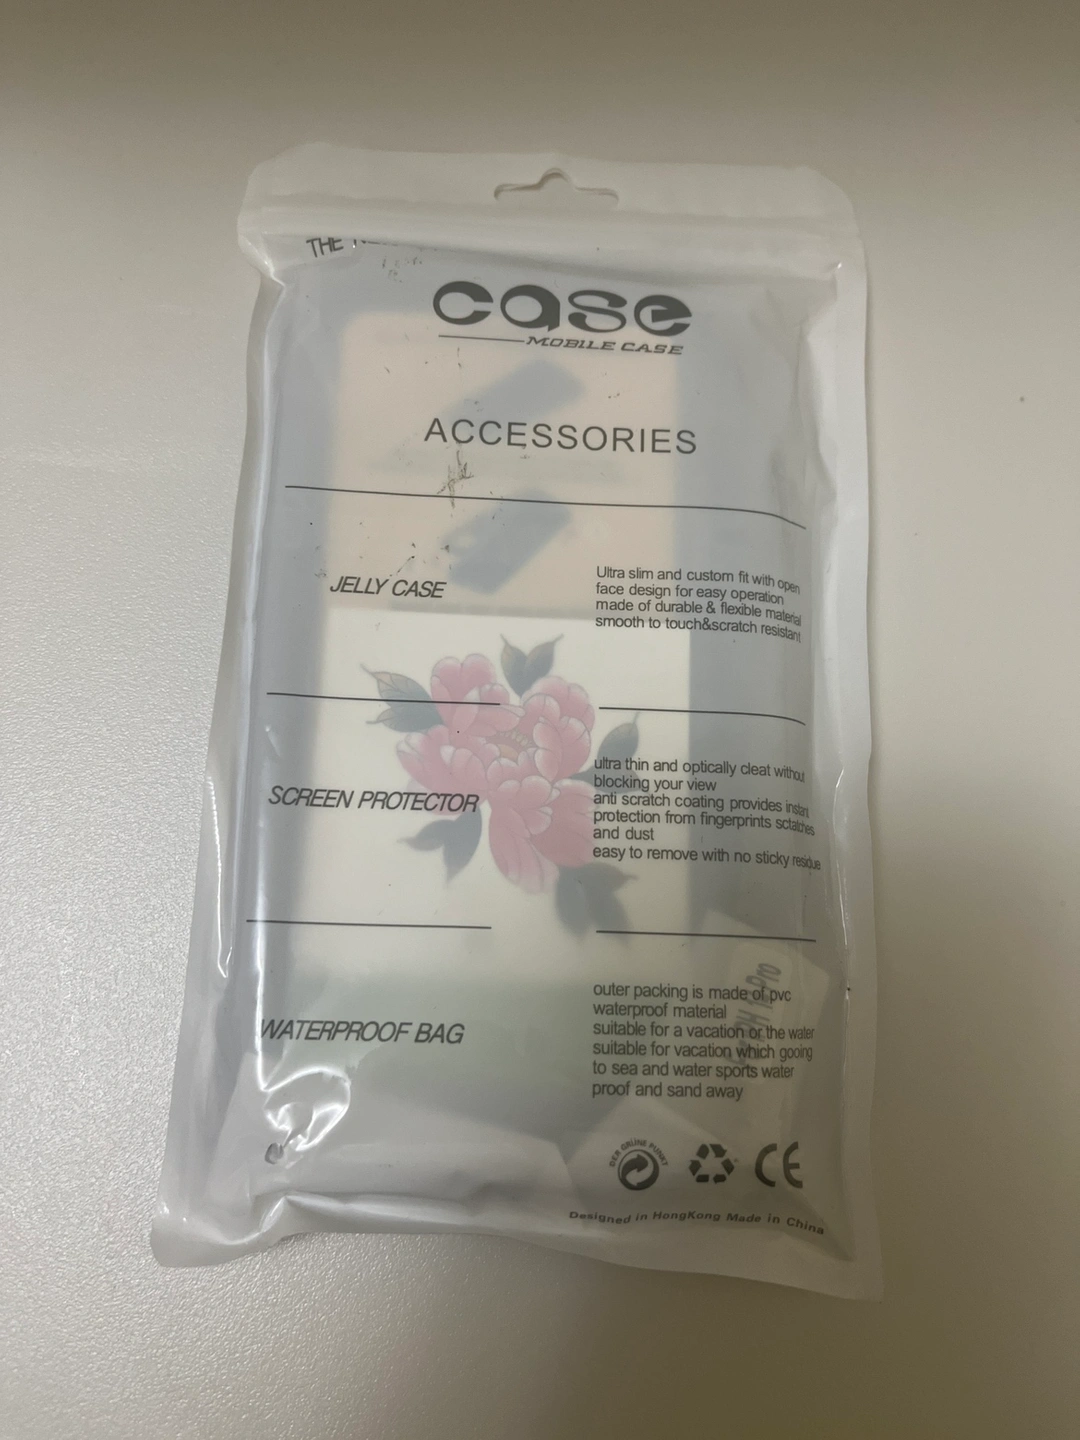 THE
case
MOBILE CASE
ACCESSORIES
JELLY CASE
Ultra slim and custom fit with open
face design for easy operation
made of durable & flexible material
smooth to touch&scratch resistant
SCREEN PROTECTOR
ultra thin and optically cleat without
blocking your view
anti scratch coating provides instant
protection from fingerprints sctatches
and dust
easy to remove with no sticky residue
WATERPROOF BAG
outer packing is made of pvc
waterproof material
suitable for a vacation or the water
suitable for vacation which gooing
to sea and water sports water
proof and sand away
DER GRÜNE PUNKT
CE
Designed in HongKong Made in China